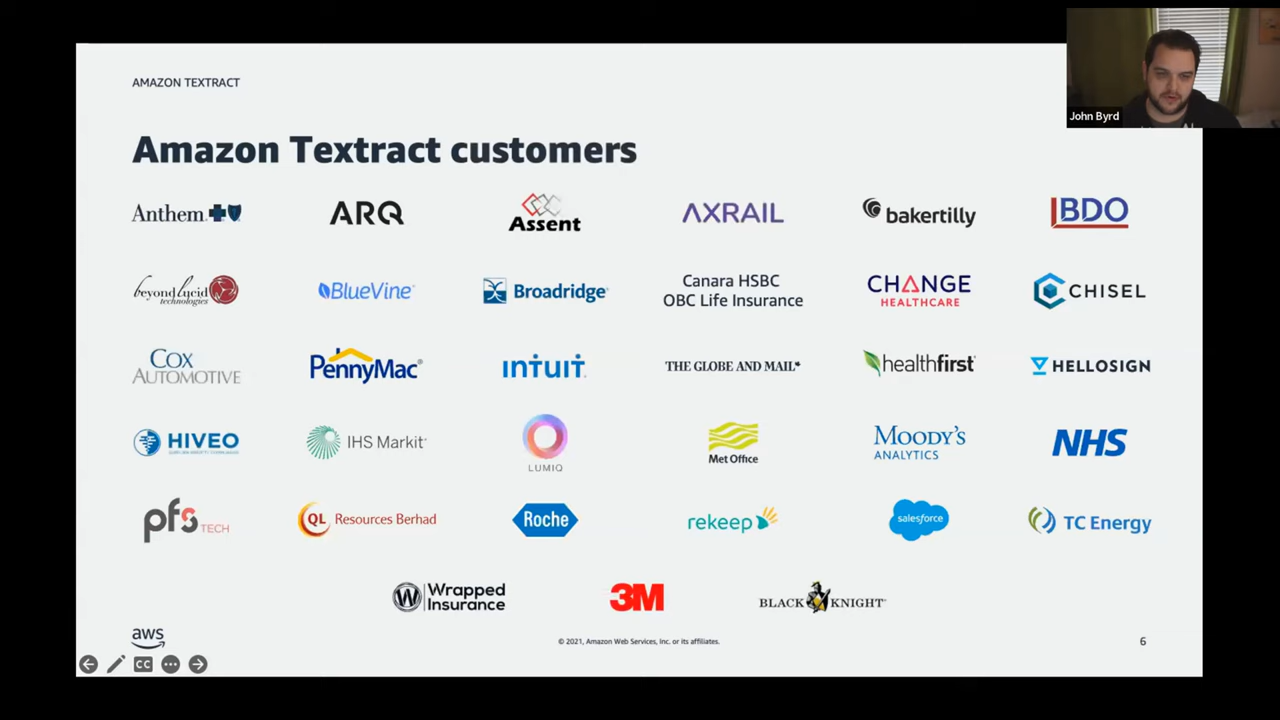 AMAZON TEXTRACT
John Byrd
Amazon Textract customers
Anthem
ARQ
Assent
AXRAIL
bakertilly
BDO
beyond lucid
technologies
BlueVine
Broadridge
Canara HSBC
OBC Life Insurance
CHANGE
HEALTHCARE
CHISEL
COX
AUTOMOTIVE
PennyMac
intuit
THE GLOBE AND MAIL
healthfirst
HELLOSIGN
HIVEO
IHS Markit
LUMIQ
Met Office
MOODY'S
ANALYTICS
NHS
pfs TECH
QL Resources Berhad
Roche
rekeep
salesforce
TC Energy
W Wrapped
Insurance
3M
BLACK KNIGHT
aws
© 2021, Amazon Web Services, Inc. or its affiliates.
6
CC